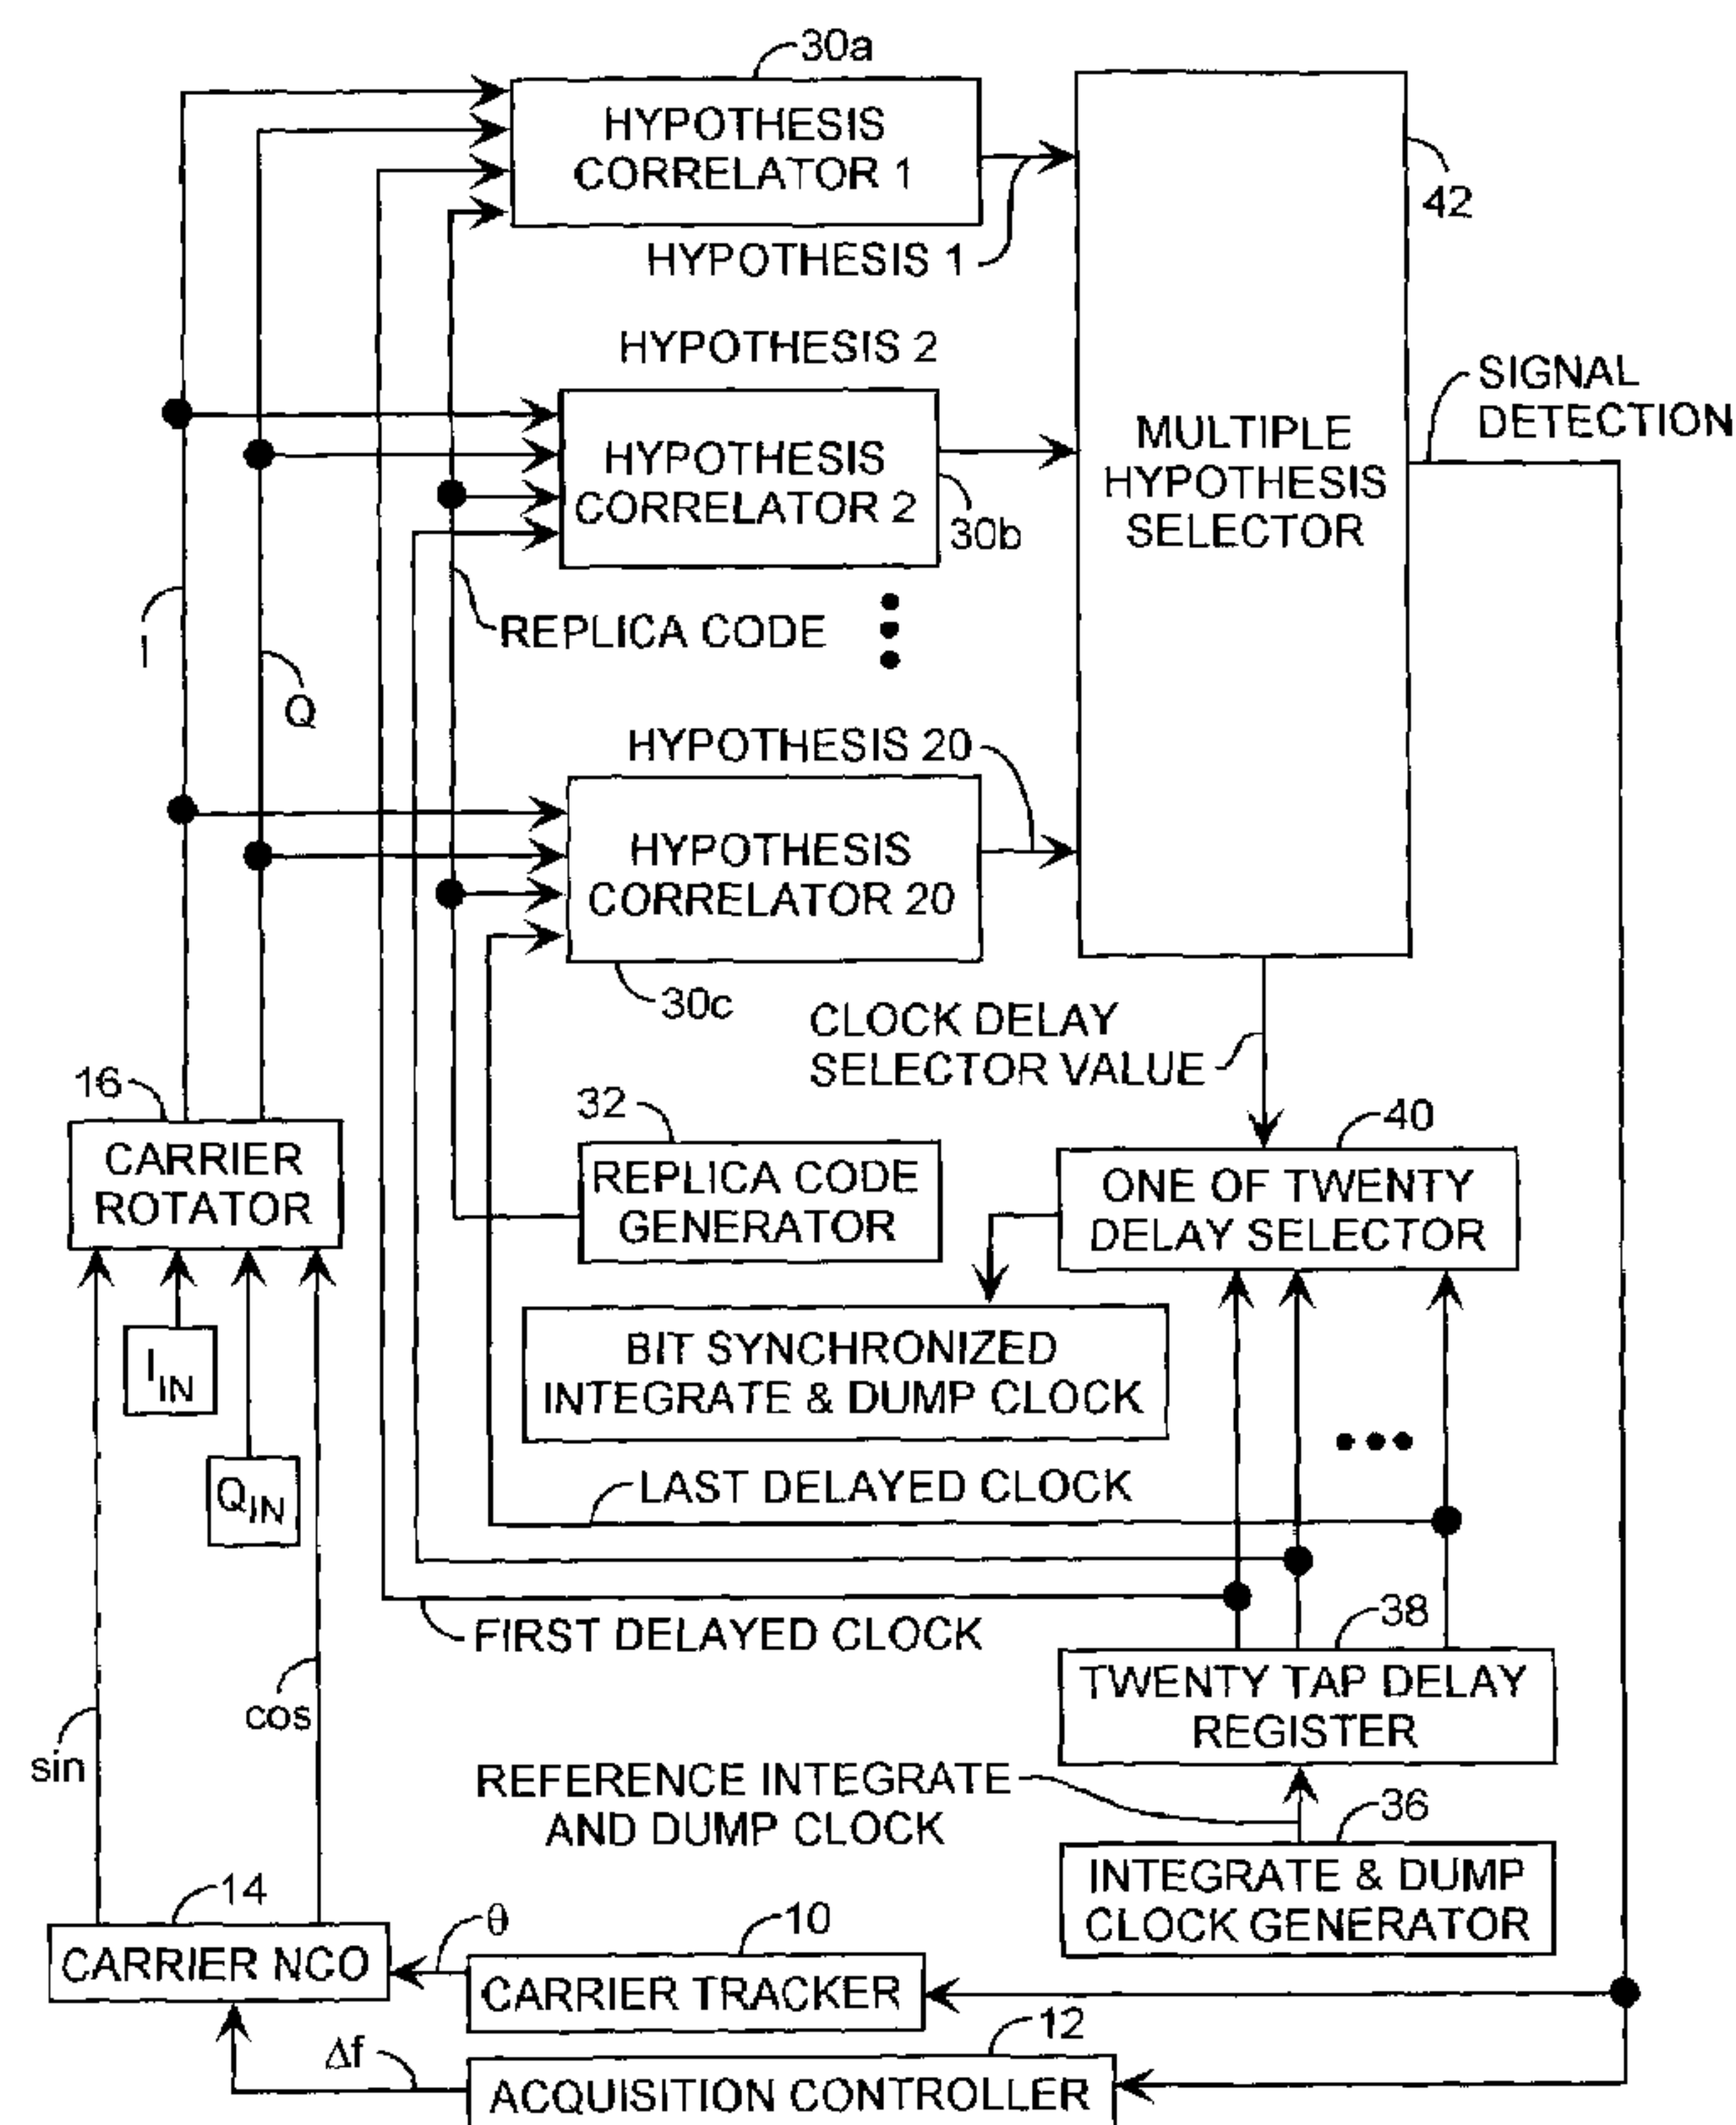 30a
HYPOTHESIS
CORRELATOR 1
42
HYPOTHESIS 1
HYPOTHESIS 2
SIGNAL
DETECTION
MULTIPLE
HYPOTHESIS
SELECTOR
HYPOTHESIS
CORRELATOR 2
30b
I
REPLICA CODE
Q
HYPOTHESIS 20
HYPOTHESIS
CORRELATOR 20
30c
CLOCK DELAY
SELECTOR VALUE
16
CARRIER
ROTATOR
32
REPLICA CODE
GENERATOR
40
ONE OF TWENTY
DELAY SELECTOR
I IN
BIT SYNCHRONIZED
INTEGRATE & DUMP CLOCK
Q IN
LAST DELAYED CLOCK
FIRST DELAYED CLOCK
38
TWENTY TAP DELAY
REGISTER
sin
cos
REFERENCE INTEGRATE
AND DUMP CLOCK
36
INTEGRATE & DUMP
CLOCK GENERATOR
14
CARRIER NCO
θ
10
CARRIER TRACKER
Δf
12
ACQUISITION CONTROLLER